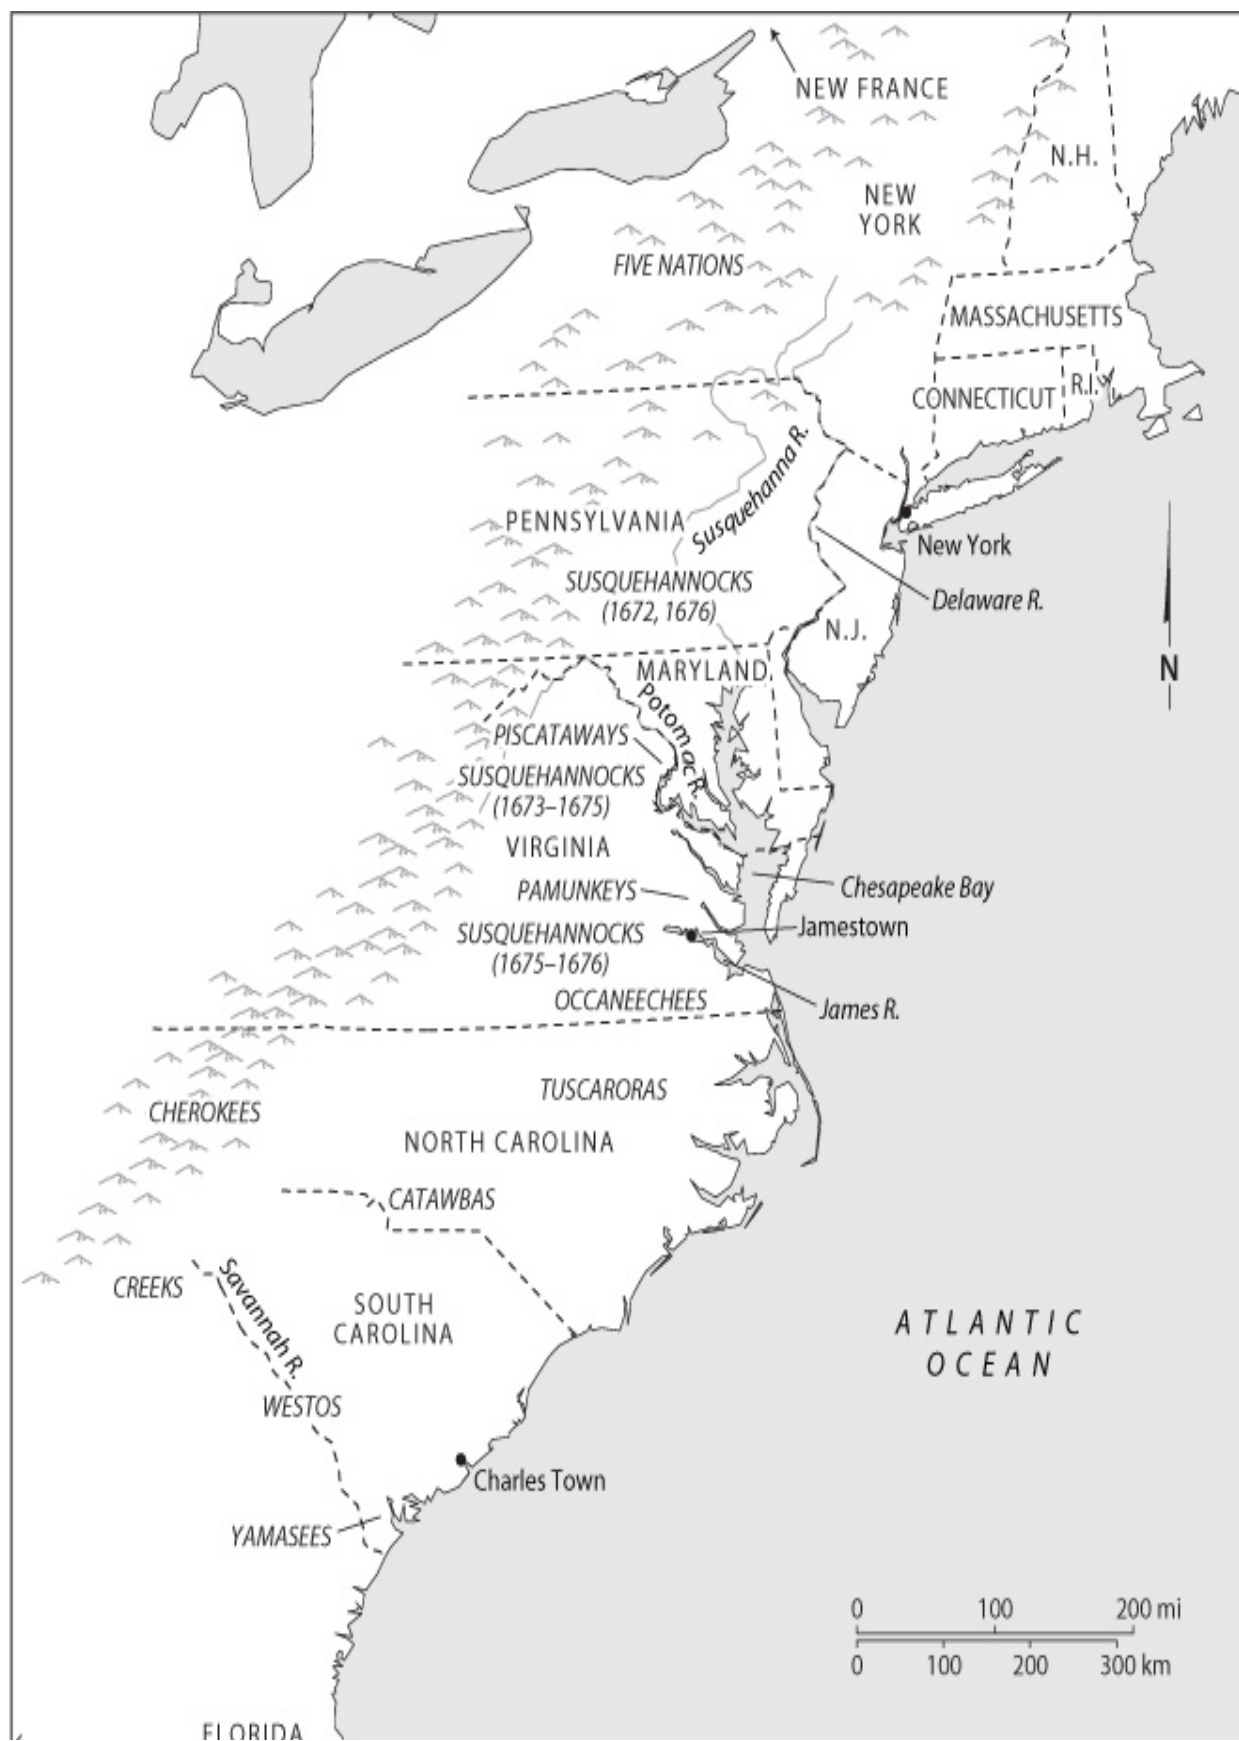 NEW FRANCE
N.H.
NEW
YORK
FIVE NATIONS
MASSACHUSETTS
CONNECTICUT
R.I.
Susquehanna R.
PENNSYLVANIA
New York
SUSQUEHANNOCKS
(1672, 1676)
Delaware R.
N.J.
N
MARYLAND
Potomac R.
PISCATAWAYS
SUSQUEHANNOCKS
(1673–1675)
VIRGINIA
PAMUNKEYS
Chesapeake Bay
SUSQUEHANNOCKS
(1675–1676)
Jamestown
OCCANEECHEES
James R.
TUSCARORAS
CHEROKEES
NORTH CAROLINA
CATAWBAS
CREEKS
Savannah R.
SOUTH
CAROLINA
ATLANTIC
OCEAN
WESTOS
Charles Town
YAMASEES
0 100 200 mi
0 100 200 300 km
FLORIDA